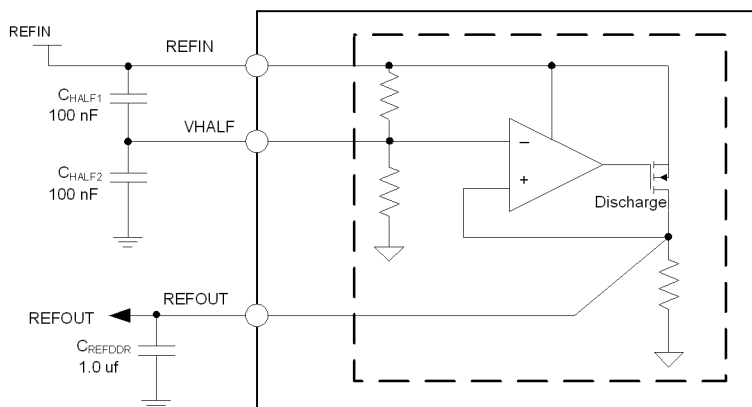 REFIN
REFIN
CHALF1
100 nF
VHALF
CHALF2
100 nF
−
+
Discharge
REFOUT
REFOUT
CREFDDR
1.0 uf